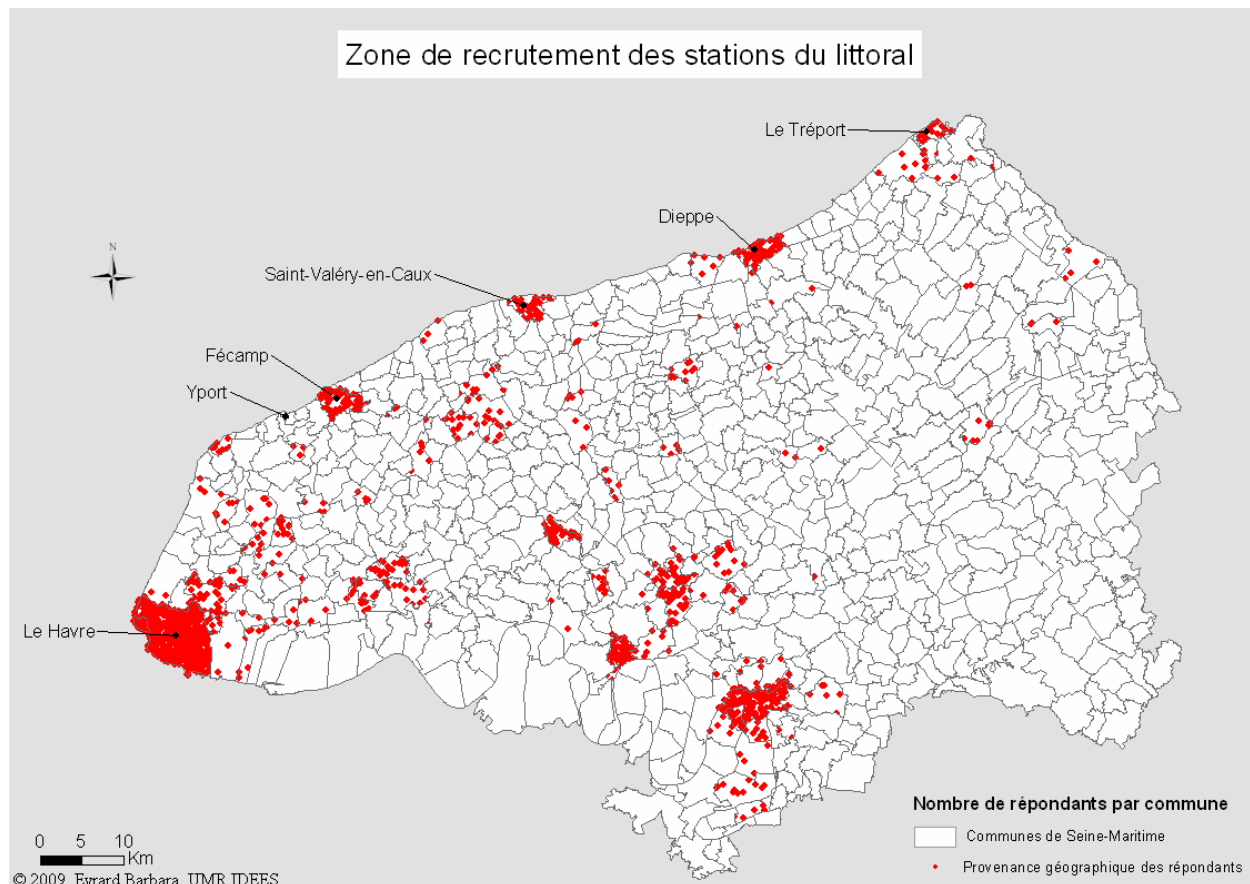 Zone de recrutement des stations du littoral
Le Tréport
Dieppe
N
Saint-Valéry-en-Caux
Fécamp
Yport
Le Havre
Nombre de répondants par commune
Communes de Seine-Maritime
Provenance géographique des répondants
0 5 10
Km
© 2009, Evrard Barbara, UMR IDEES